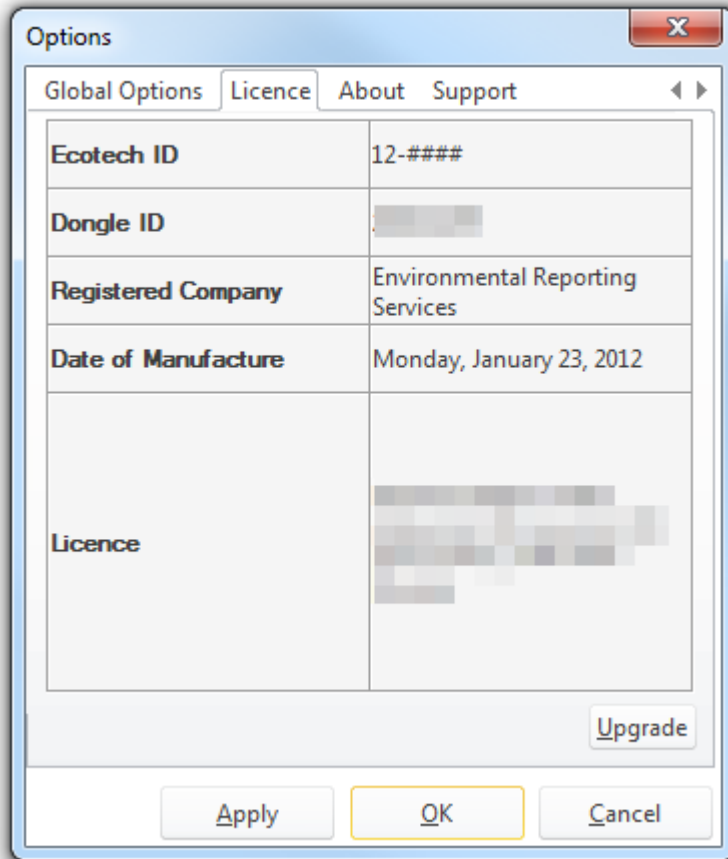 Options
Global Options Licence About Support
Ecotech ID 12-####
Dongle ID
Registered Company Environmental Reporting
Services
Date of Manufacture Monday, January 23, 2012
Licence
Upgrade
Apply OK Cancel